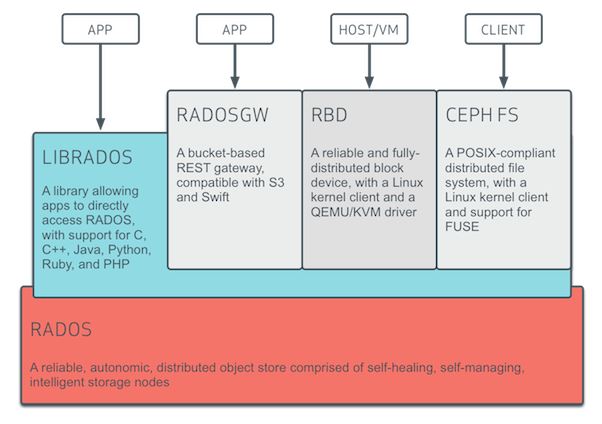 APP
APP
HOST/VM
CLIENT
RADOSGW
A bucket-based
REST gateway,
compatible with S3
and Swift
RBD
A reliable and fully-
distributed block
device, with a Linux
kernel client and a
QEMU/KVM driver
CEPH FS
A POSIX-compliant
distributed file
system, with a
Linux kernel client
and support for
FUSE
LIBRADOS
A library allowing
apps to directly
access RADOS,
with support for C,
C++, Java, Python,
Ruby, and PHP
RADOS
A reliable, autonomic, distributed object store comprised of self-healing, self-managing,
intelligent storage nodes